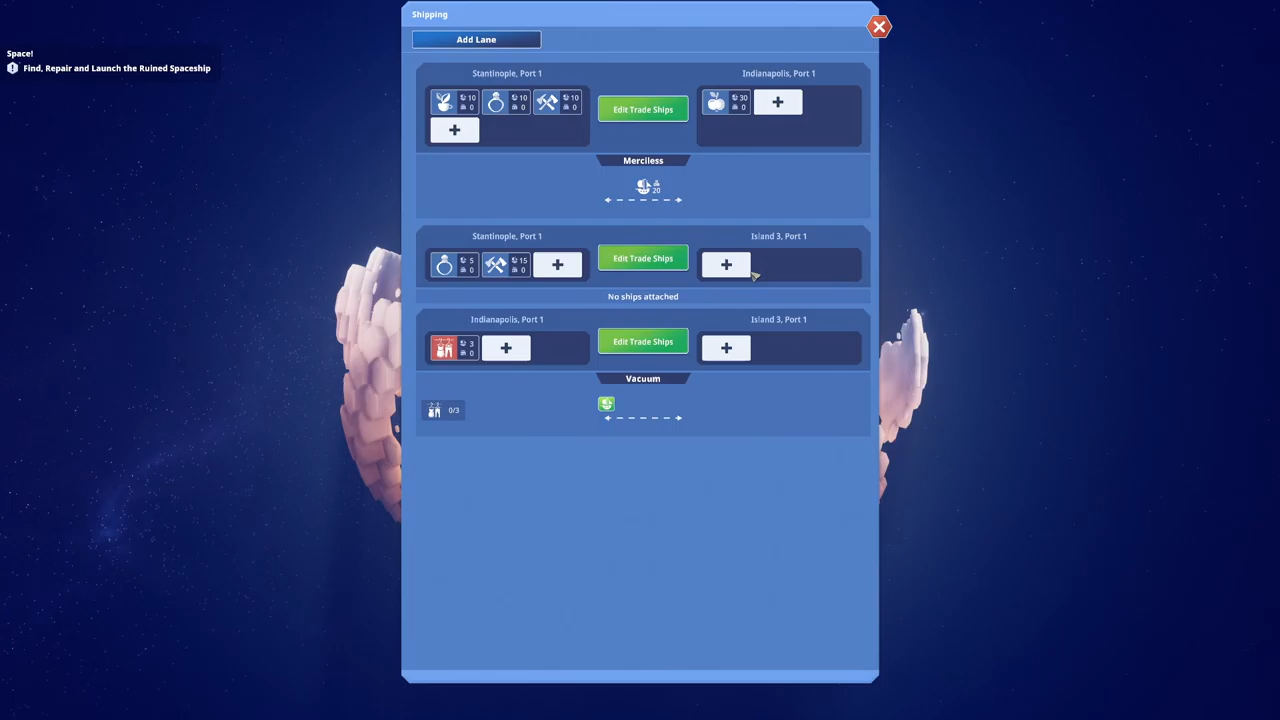 Shipping
Space!
Find, Repair and Launch the Ruined Spaceship
Add Lane
Stantinople, Port 1
Indianapolis, Port 1
10
0
10
0
10
0
Edit Trade Ships
30
0
Merciless
20
Stantinople, Port 1
Island 3, Port 1
5
0
15
0
Edit Trade Ships
No ships attached
Indianapolis, Port 1
Island 3, Port 1
3
0
Edit Trade Ships
Vacuum
0/3